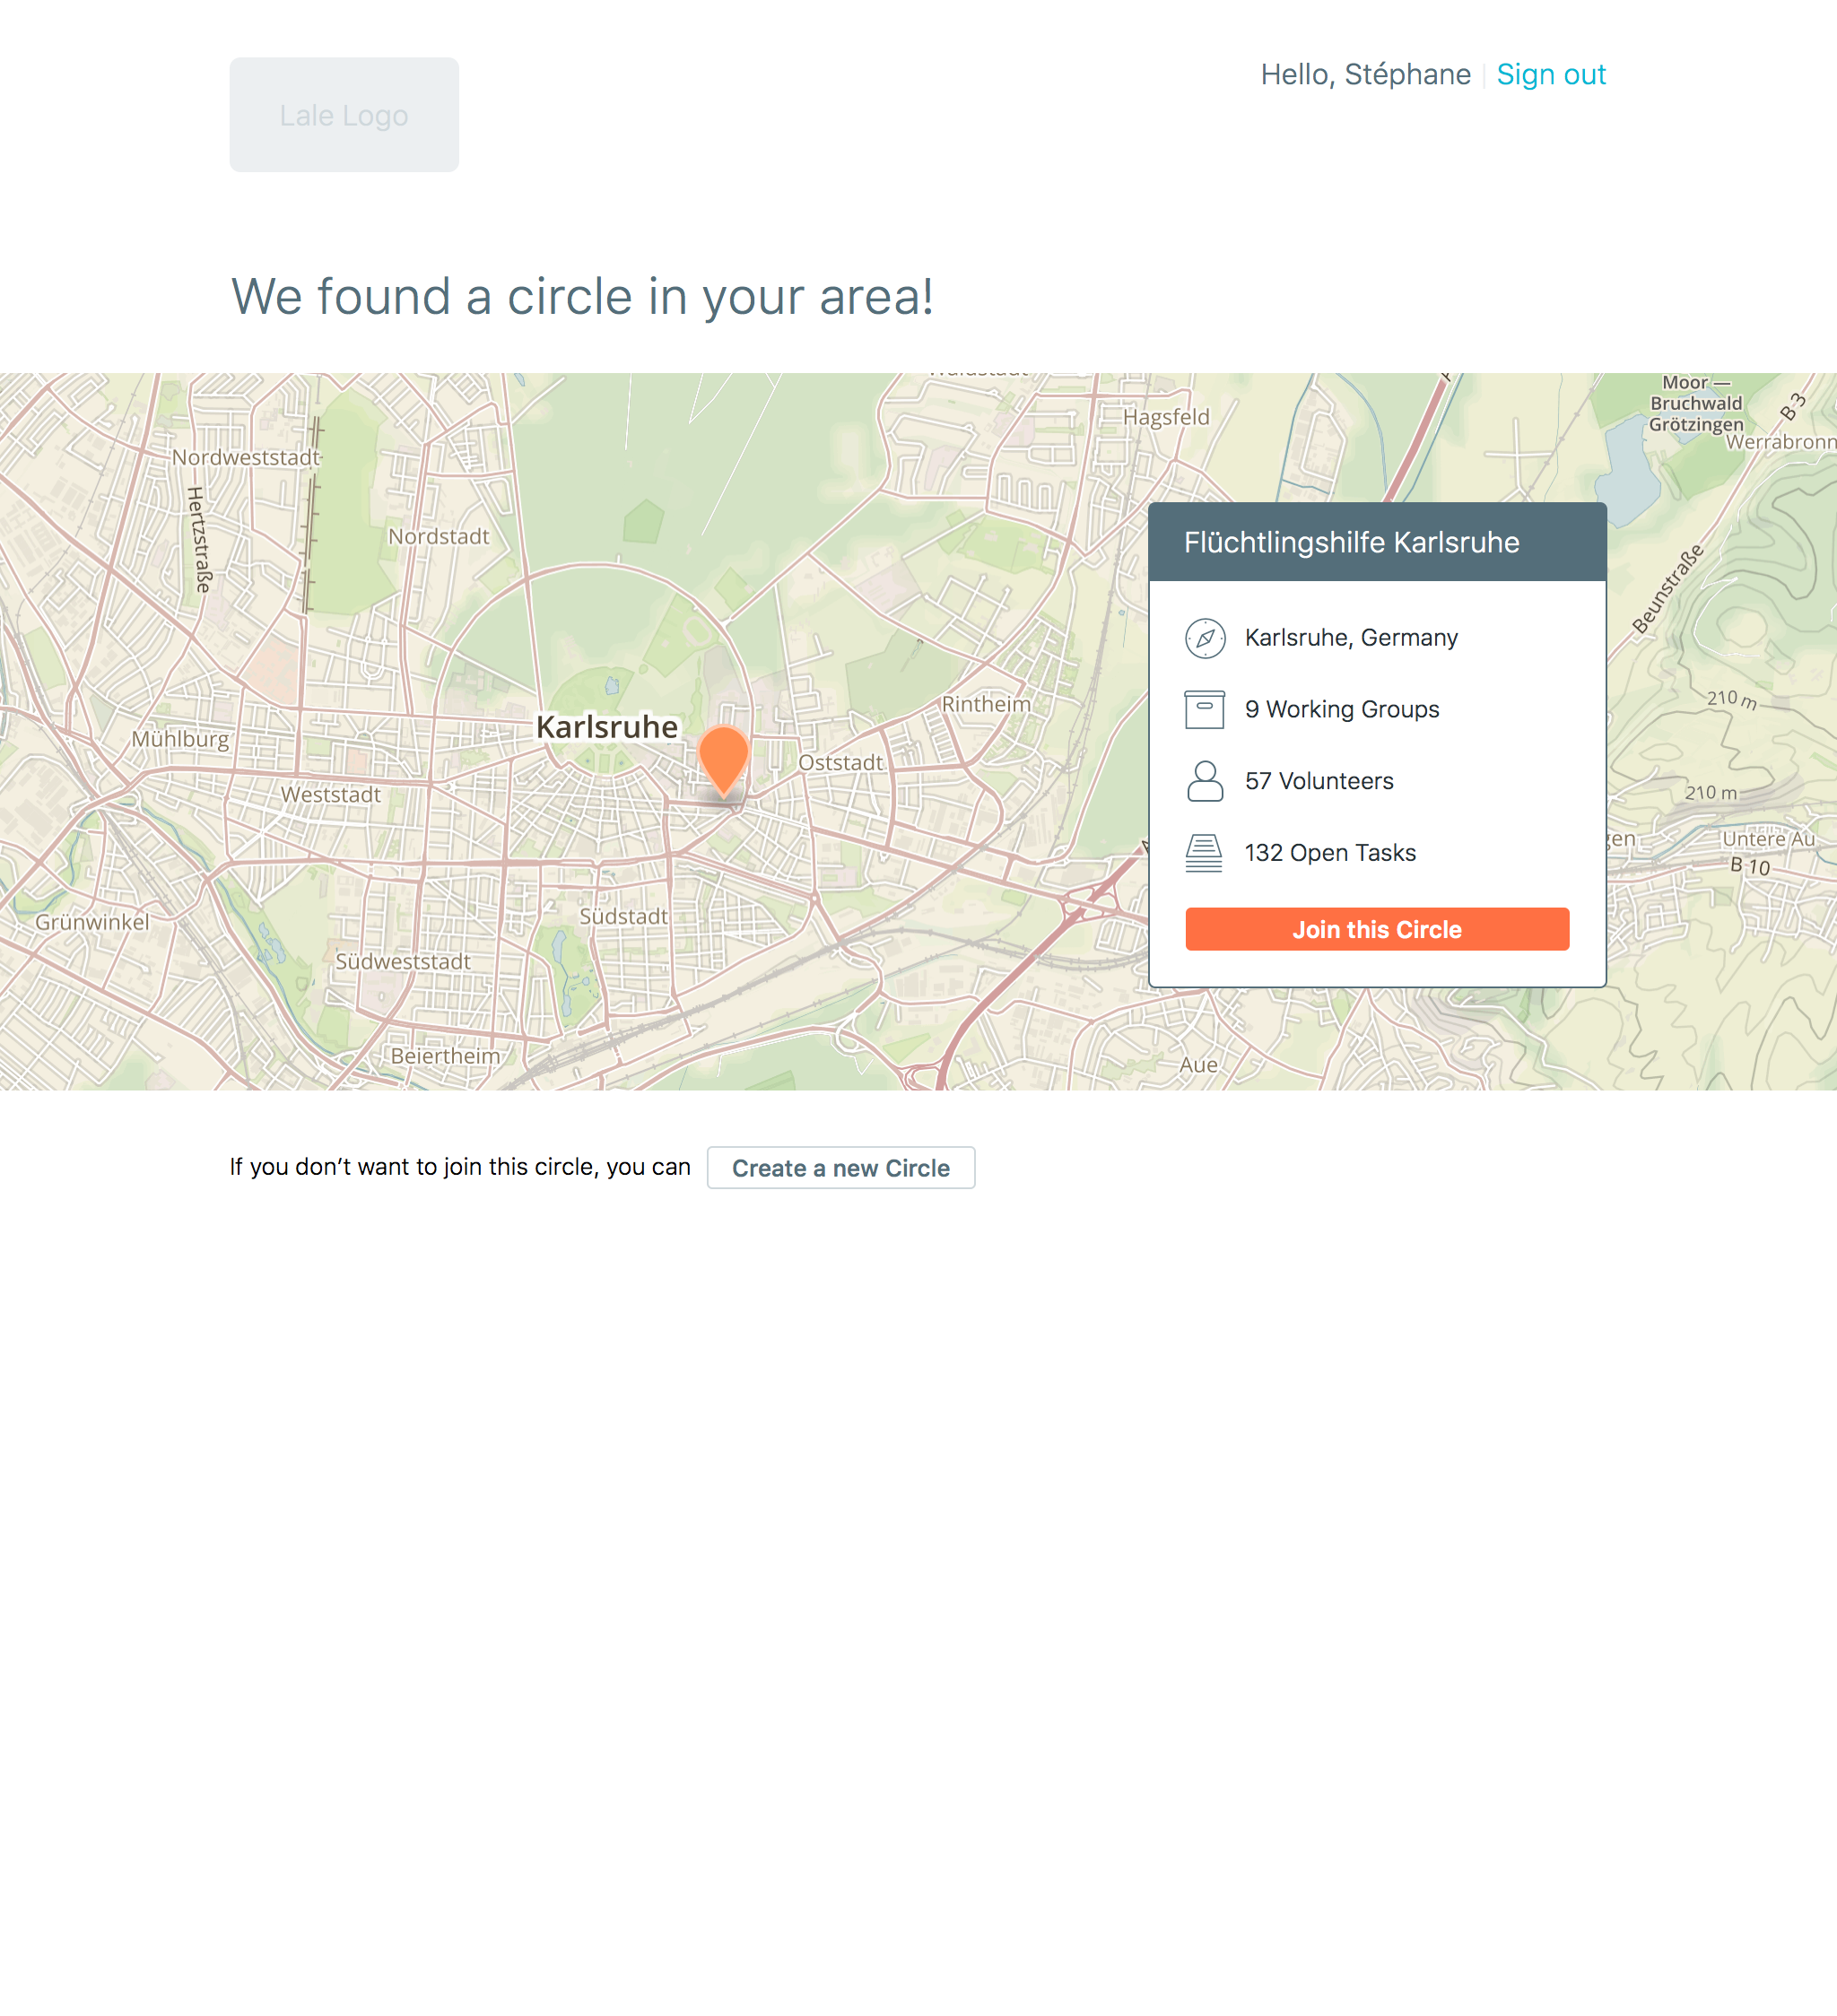 Lale Logo
Hello, Stéphane
Sign out
We found a circle in your area!
Hagsfeld
Moor —
Bruchwald
Grötzingen
B 3
Werrabronn
Nordweststadt
Hertzstraße
Nordstadt
Flüchtlingshilfe Karlsruhe
Beunstraße
Karlsruhe, Germany
210 m
Rintheim
9 Working Groups
Karlsruhe
Mühlburg
Oststadt
57 Volunteers
Weststadt
210 m
Untere Au
132 Open Tasks
B 10
Grünwinkel
Südstadt
Join this Circle
Südweststadt
Beiertheim
Aue
If you don’t want to join this circle, you can
Create a new Circle